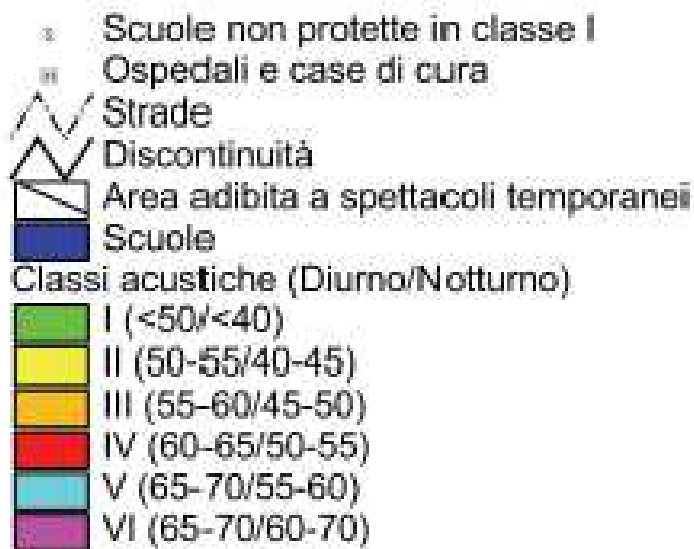 S Scuole non protette in classe I
H Ospedali e case di cura
Strade
Discontinuità
Area adibita a spettacoli temporanei
Scuole
Classi acustiche (Diurno/Notturno)
I (<50/<40)
II (50-55/40-45)
III (55-60/45-50)
IV (60-65/50-55)
V (65-70/55-60)
VI (65-70/60-70)